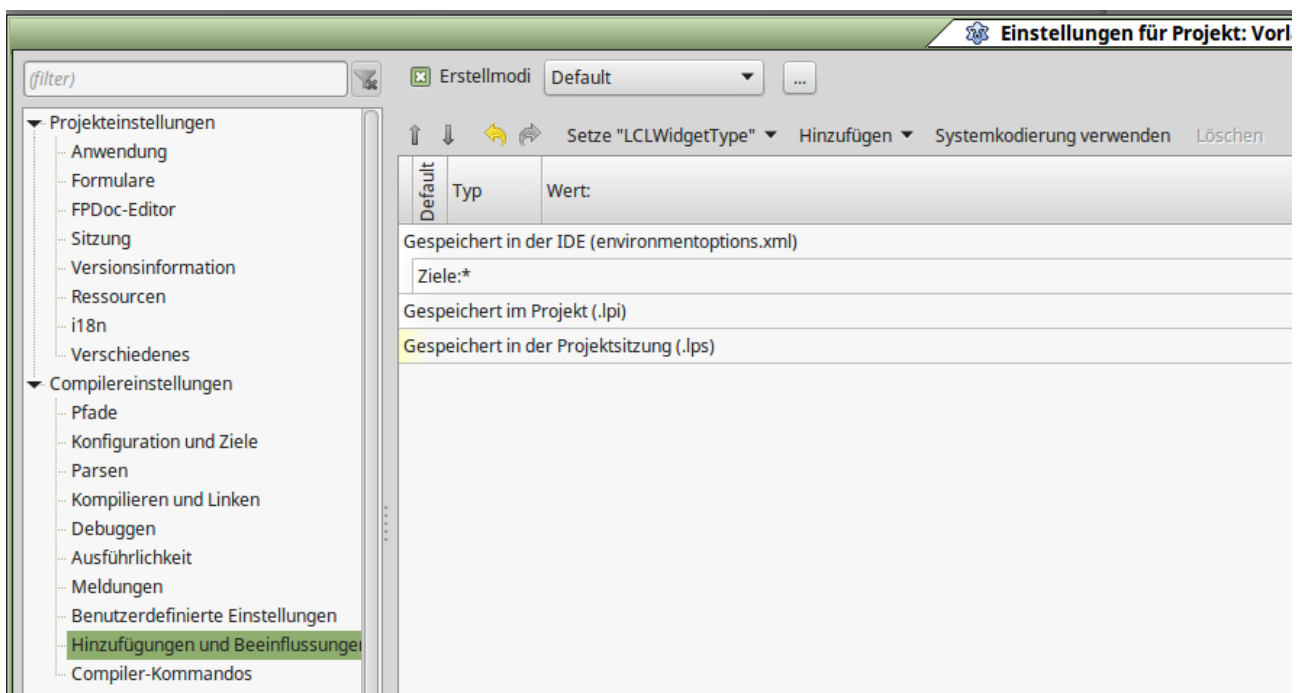 Einstellungen für Projekt: Vorl
(filter)
Erstellmodi Default ...
Setze "LCLWidgetType" Hinzufügen Systemkodierung verwenden Löschen
Default Typ Wert:
Gespeichert in der IDE (environmentoptions.xml)
Ziele:*
Gespeichert im Projekt (.lpi)
Gespeichert in der Projektsitzung (.lps)
Projekteinstellungen
Anwendung
Formulare
FPDoc-Editor
Sitzung
Versionsinformation
Ressourcen
i18n
Verschiedenes
Compilereinstellungen
Pfade
Konfiguration und Ziele
Parsen
Kompilieren und Linken
Debuggen
Ausführlichkeit
Meldungen
Benutzerdefinierte Einstellungen
Hinzufügungen und Beeinflussungen
Compiler-Kommandos